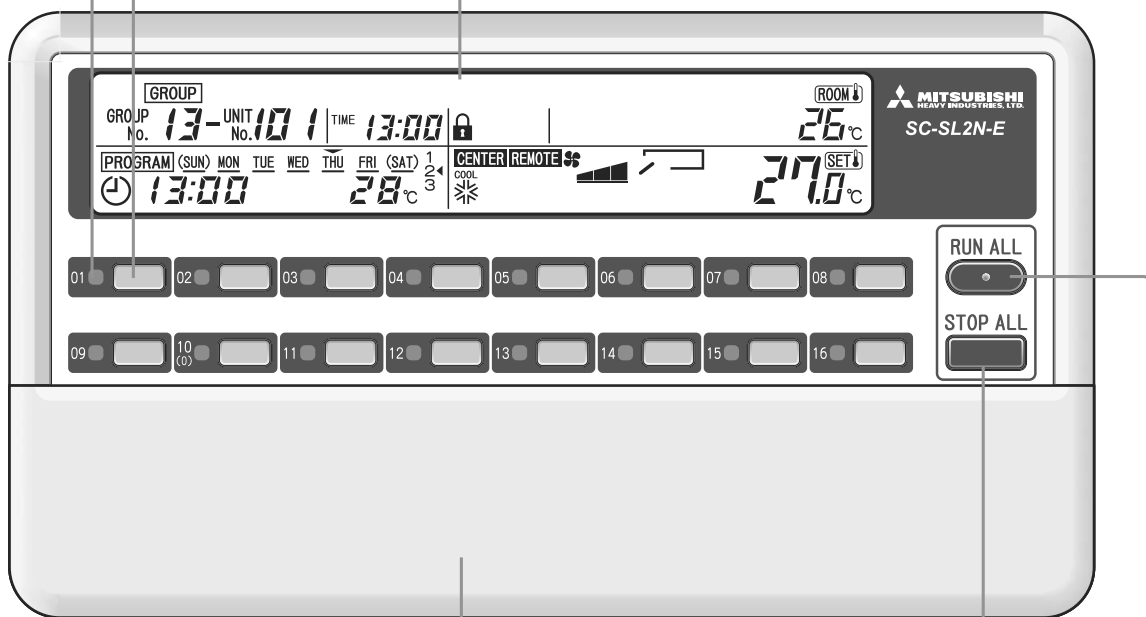 GROUP
GROUP No. 13-UNIT No. 101 TIME 13:00
ROOM
26℃
PROGRAM (SUN) MON TUE WED THU FRI (SAT) 1 2 3
13:00 28℃
CENTER REMOTE
COOL
SET
27.0℃
MITSUBISHI
HEAVY INDUSTRIES, LTD.
SC-SL2N-E
01 02 03 04 05 06 07 08
09 10 (0) 11 12 13 14 15 16
RUN ALL
STOP ALL